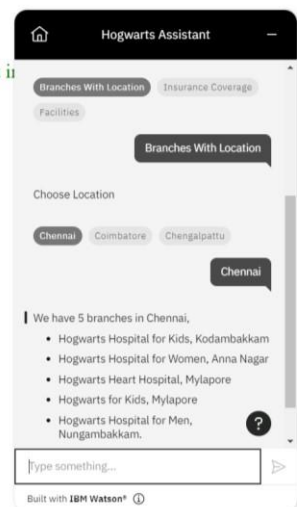 Hogwarts Assistant
Branches With Location
Insurance Coverage
Facilities
Branches With Location
Choose Location
Chennai
Coimbatore
Chengalpattu
Chennai
We have 5 branches in Chennai,
• Hogwarts Hospital for Kids, Kodambakkam
• Hogwarts Hospital for Women, Anna Nagar
• Hogwarts Heart Hospital, Mylapore
• Hogwarts for Kids, Mylapore
• Hogwarts Hospital for Men,
Nungambakkam.
?
Type something...
Built with IBM Watson®